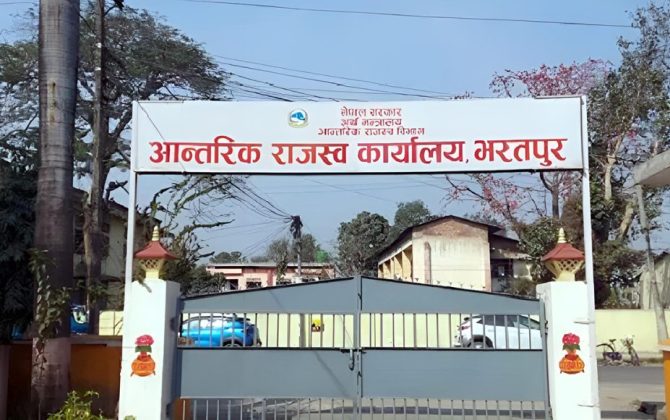 नेपाल सरकार
अर्थ मन्त्रालय
आन्तरिक राजस्व विभाग
आन्तरिक राजस्व कार्यालय, भरतपुर